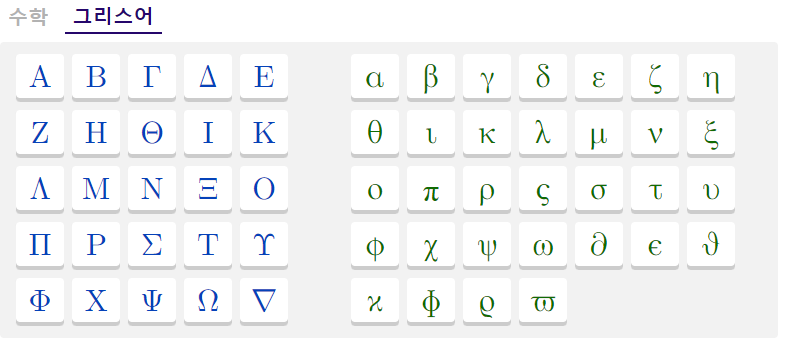 수학 그리스어
Α Β Γ Δ Ε α β γ δ ε ζ η
Ζ Η Θ Ι Κ θ ι κ λ μ ν ξ
Λ Μ Ν Ξ Ο ο π ρ ς σ τ υ
Π Ρ Σ Τ ϒ φ χ ψ ω ∂ ϵ ϑ
Φ Χ Ψ Ω ∇ ϰ ϕ ϱ ϖ